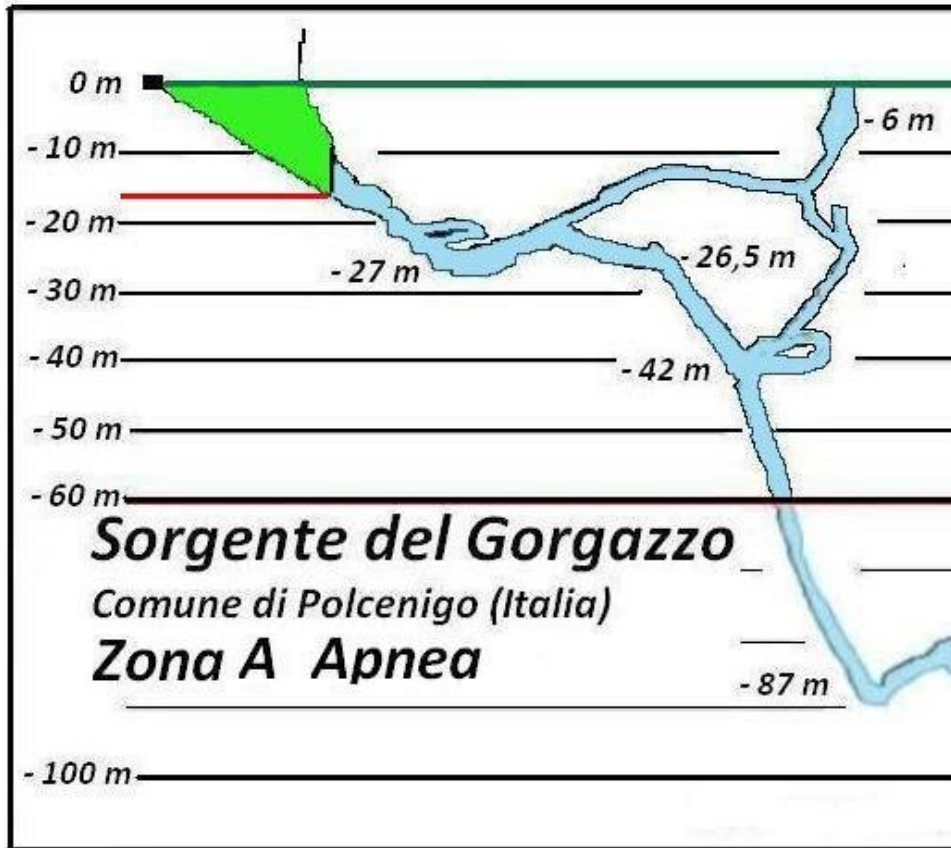 0 m
- 6 m
- 10 m
- 20 m
- 26,5 m
- 27 m
- 30 m
- 40 m
- 42 m
- 50 m
- 60 m
Sorgente del Gorgazzo
Comune di Polcenigo (Italia)
Zona A Apnea
- 87 m
- 100 m